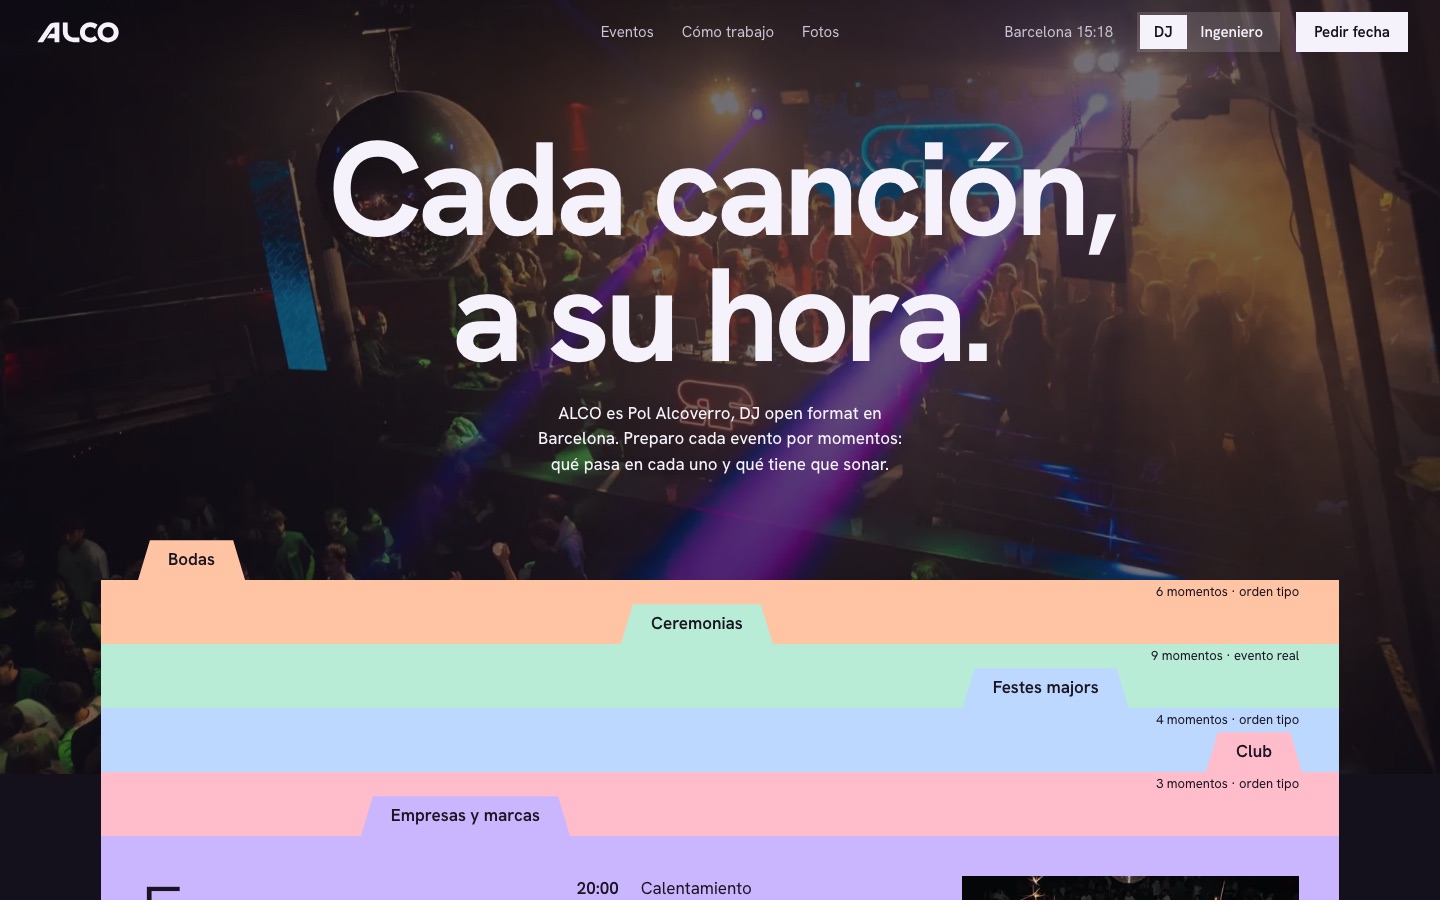 ALCO
Eventos
Cómo trabajo
Fotos
Barcelona 15:18
DJ
Ingeniero
Pedir fecha
Cada canción,
a su hora.
ALCO es Pol Alcoverro, DJ open format en
Barcelona. Preparo cada evento por momentos:
qué pasa en cada uno y qué tiene que sonar.
Bodas
6 momentos · orden tipo
Ceremonias
9 momentos · evento real
Festes majors
4 momentos · orden tipo
Club
3 momentos · orden tipo
Empresas y marcas
20:00 Calentamiento